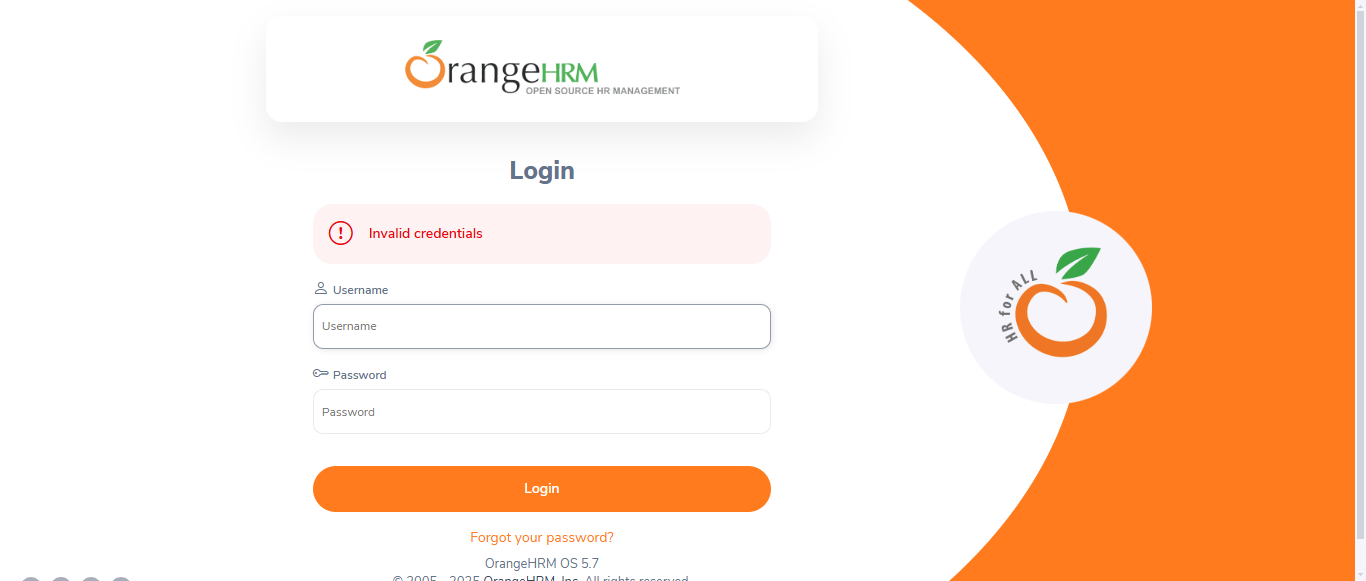 OrangeHRM
OPEN SOURCE HR MANAGEMENT
Login
Invalid credentials
Username
Username
Password
Password
Login
Forgot your password?
OrangeHRM OS 5.7
© 2005 - 2025 OrangeHRM, Inc. All rights reserved.
HR for ALL